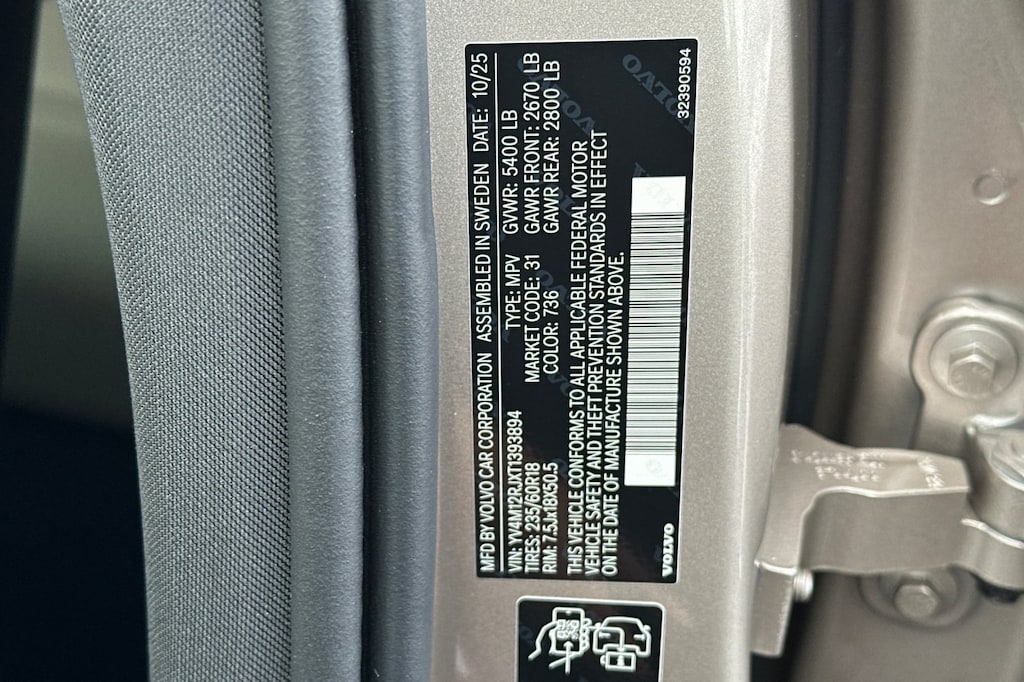 MFD BY VOLVO CAR CORPORATION ASSEMBLED IN SWEDEN DATE: 10/25
VIN: YV4M12RJXT1393894 TYPE: MPV GVWR: 5400 LB
TIRES: 235/60R18 MARKET CODE: 31 GAWR FRONT: 2670 LB
RIM: 7.5Jx18X50.5 COLOR: 736 GAWR REAR: 2800 LB
THIS VEHICLE CONFORMS TO ALL APPLICABLE FEDERAL MOTOR
VEHICLE SAFETY AND THEFT PREVENTION STANDARDS IN EFFECT
ON THE DATE OF MANUFACTURE SHOWN ABOVE.
VOLVO
32390594